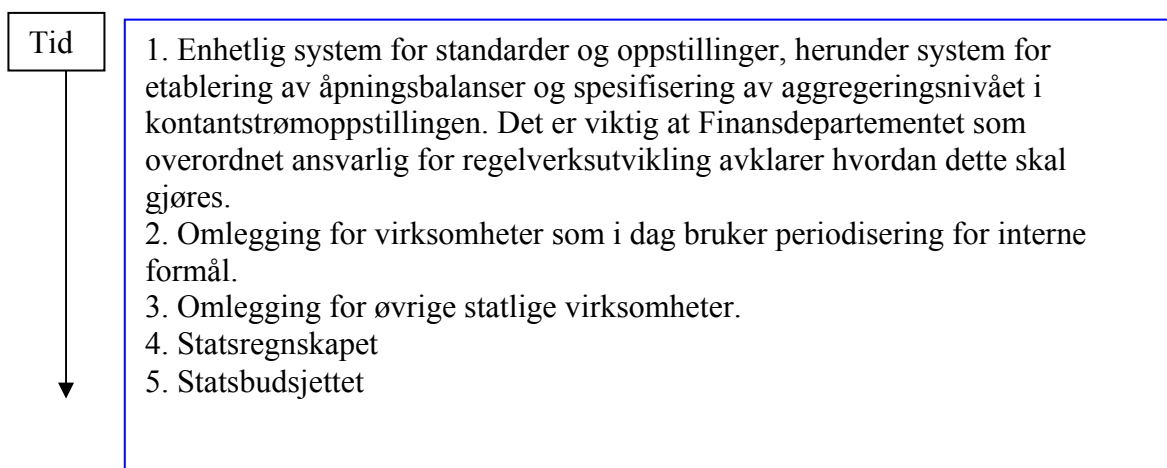 Tid
1. Enhetlig system for standarder og oppstillinger, herunder system for
etablering av åpningsbalanser og spesifisering av aggregeringsnivået i
kontantstrømoppstillingen. Det er viktig at Finansdepartementet som
overordnet ansvarlig for regelverksutvikling avklarer hvordan dette skal
gjøres.
2. Omlegging for virksomheter som i dag bruker periodisering for interne
formål.
3. Omlegging for øvrige statlige virksomheter.
4. Statsregnskapet
5. Statsbudsjettet